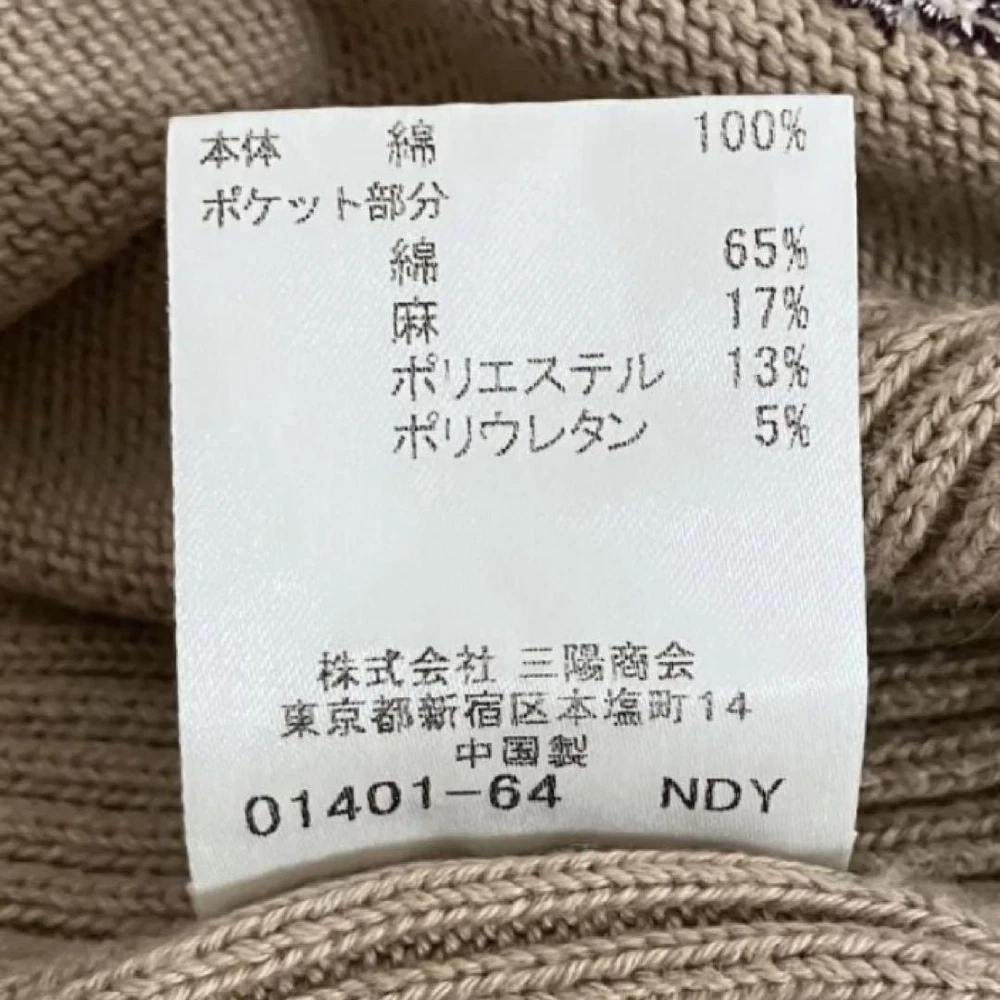 本体 綿 100%
ポケット部分
綿 65%
麻 17%
ポリエステル 13%
ポリウレタン 5%
株式会社 三陽商会
東京都新宿区本塩町14
中国製
01401-64 NDY